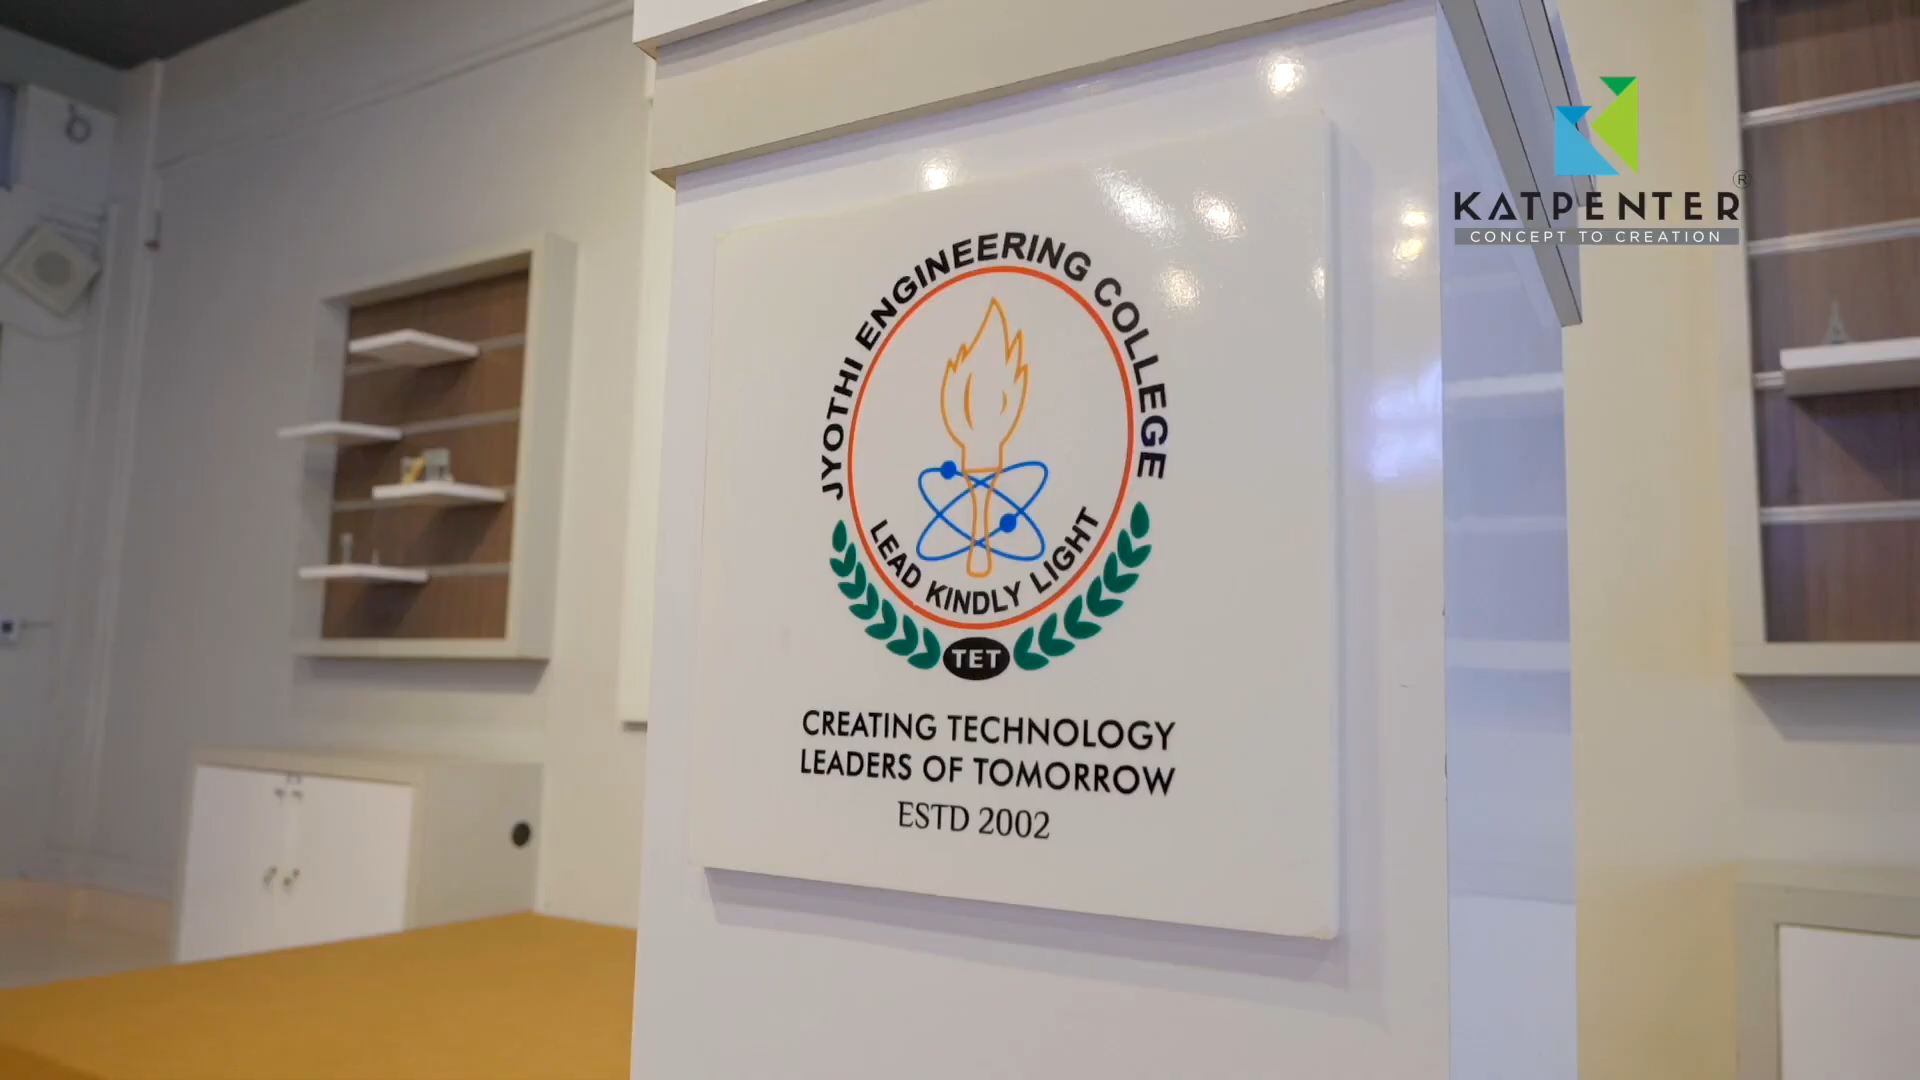 KATPENTER®
CONCEPT TO CREATION
JYOTHI ENGINEERING COLLEGE
LEAD KINDLY LIGHT
TET
CREATING TECHNOLOGY
LEADERS OF TOMORROW
ESTD 2002